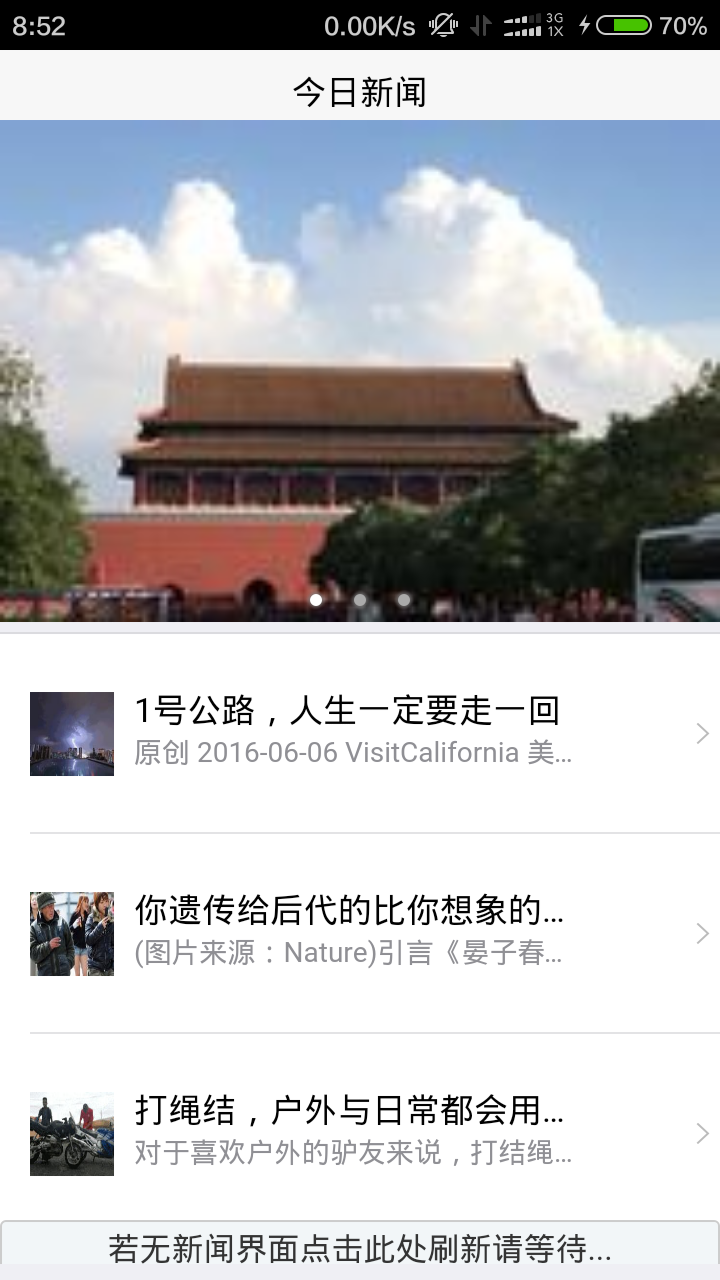 8:52 0.00K/s 3G 1X 70%
今日新闻
1号公路，人生一定要走一回
原创 2016-06-06 VisitCalifornia 美...
你遗传给后代的比你想象的...
(图片来源：Nature)引言《晏子春...
打绳结，户外与日常都会用...
对于喜欢户外的驴友来说，打结绳...
若无新闻界面点击此处刷新请等待...